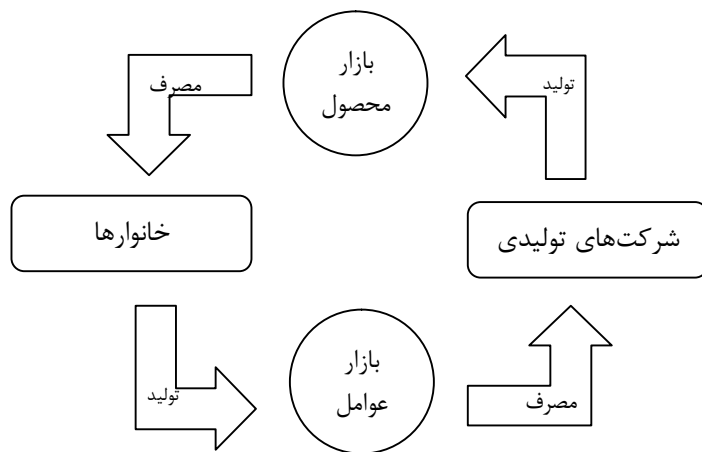 بازار
محصول
تولید
مصرف
شرکت‌های تولیدی
خانوارها
بازار
عوامل
مصرف
تولید